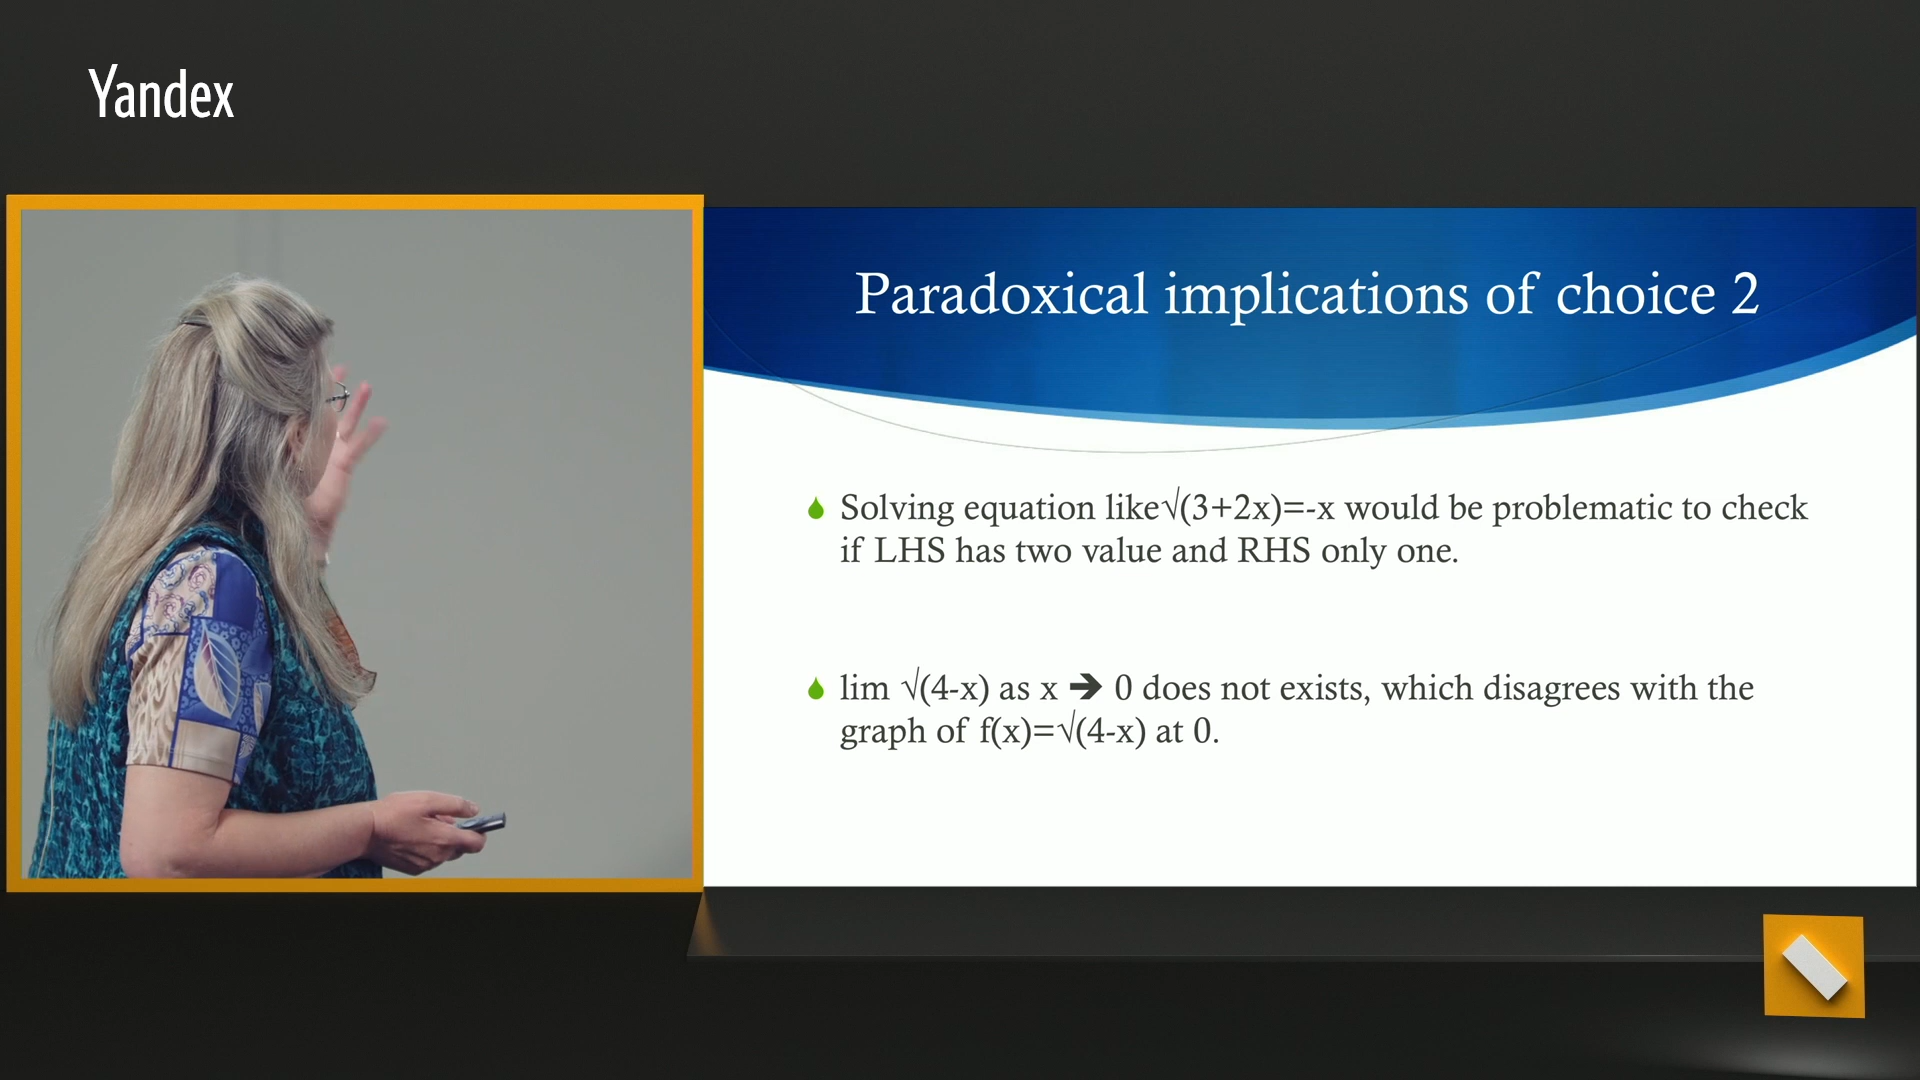 Yandex
Paradoxical implications of choice 2
Solving equation like√(3+2x)=-x would be problematic to check
if LHS has two value and RHS only one.
lim √(4-x) as x ➔ 0 does not exists, which disagrees with the
graph of f(x)=√(4-x) at 0.